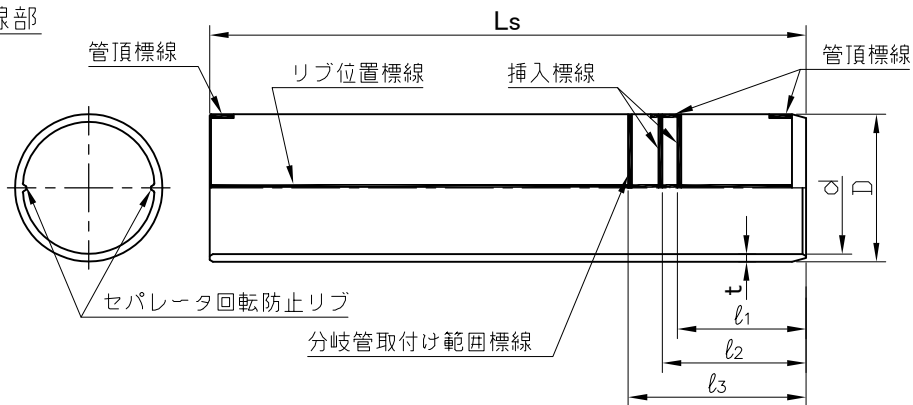 線部
Ls
管頂標線
リブ位置標線
挿入標線
管頂標線
d
D
t
セパレータ回転防止リブ
分岐管取付け範囲標線
ℓ1
ℓ2
ℓ3